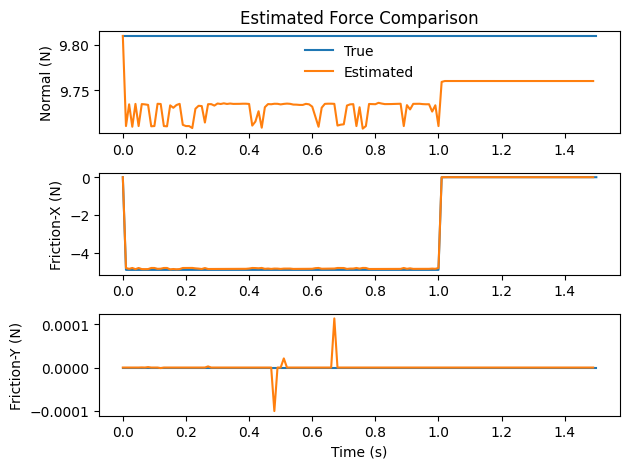 Estimated Force Comparison
Normal (N)
9.80
9.75
True
Estimated
0.0 0.2 0.4 0.6 0.8 1.0 1.2 1.4
Friction-X (N)
0
−2
−4
0.0 0.2 0.4 0.6 0.8 1.0 1.2 1.4
Friction-Y (N)
0.0001
0.0000
−0.0001
0.0 0.2 0.4 0.6 0.8 1.0 1.2 1.4
Time (s)